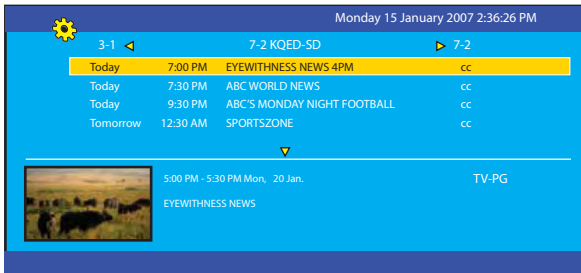 Monday 15 January 2007 2:36:26 PM
3-1 7-2 KQED-SD 7-2
Today 7:00 PM EYEWITHNESS NEWS 4PM cc
Today 7:30 PM ABC WORLD NEWS cc
Today 9:30 PM ABC'S MONDAY NIGHT FOOTBALL cc
Tomorrow 12:30 AM SPORTSZONE cc
5:00 PM - 5:30 PM Mon, 20 Jan. TV-PG
EYEWITHNESS NEWS